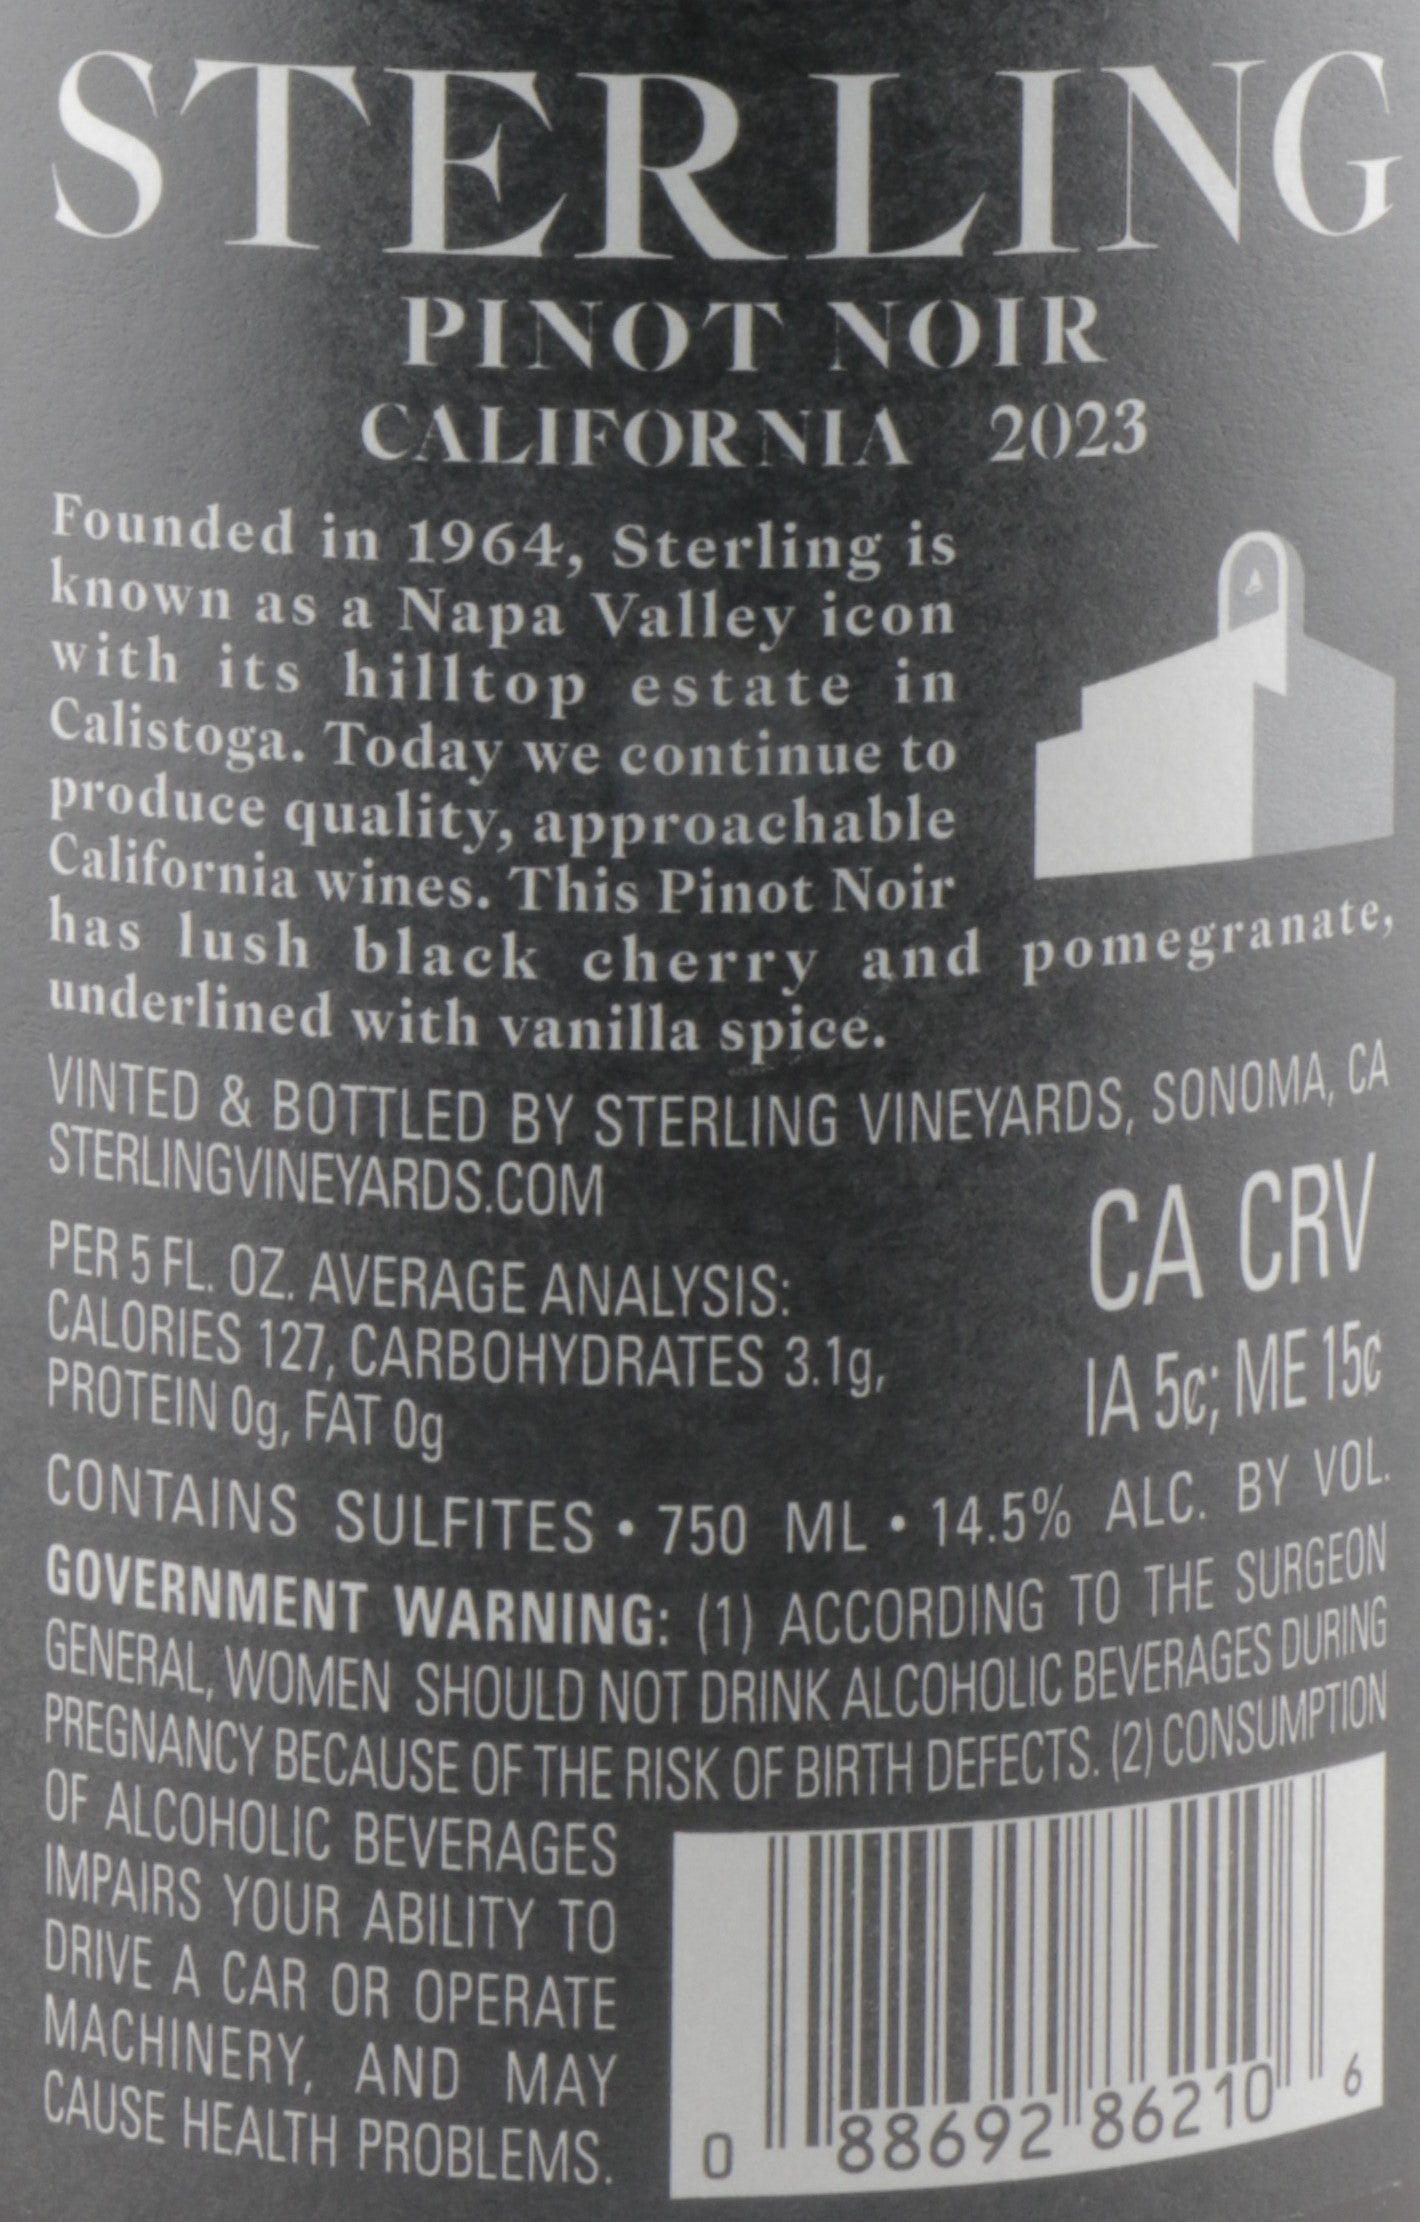 STERLING
PINOT NOIR
CALIFORNIA 2023
Founded in 1964, Sterling is
known as a Napa Valley icon
with its hilltop estate in
Calistoga. Today we continue to
produce quality, approachable
California wines. This Pinot Noir
has lush black cherry and pomegranate,
underlined with vanilla spice.
VINTED & BOTTLED BY STERLING VINEYARDS, SONOMA, CA
STERLINGVINEYARDS.COM
PER 5 FL. OZ. AVERAGE ANALYSIS:
CALORIES 127, CARBOHYDRATES 3.1g,
PROTEIN 0g, FAT 0g
CA CRV
IA 5¢; ME 15¢
CONTAINS SULFITES • 750 ML • 14.5% ALC. BY VOL.
GOVERNMENT WARNING: (1) ACCORDING TO THE SURGEON
GENERAL, WOMEN SHOULD NOT DRINK ALCOHOLIC BEVERAGES DURING
PREGNANCY BECAUSE OF THE RISK OF BIRTH DEFECTS. (2) CONSUMPTION
OF ALCOHOLIC BEVERAGES
IMPAIRS YOUR ABILITY TO
DRIVE A CAR OR OPERATE
MACHINERY, AND MAY
CAUSE HEALTH PROBLEMS.
0 88692 86210 6